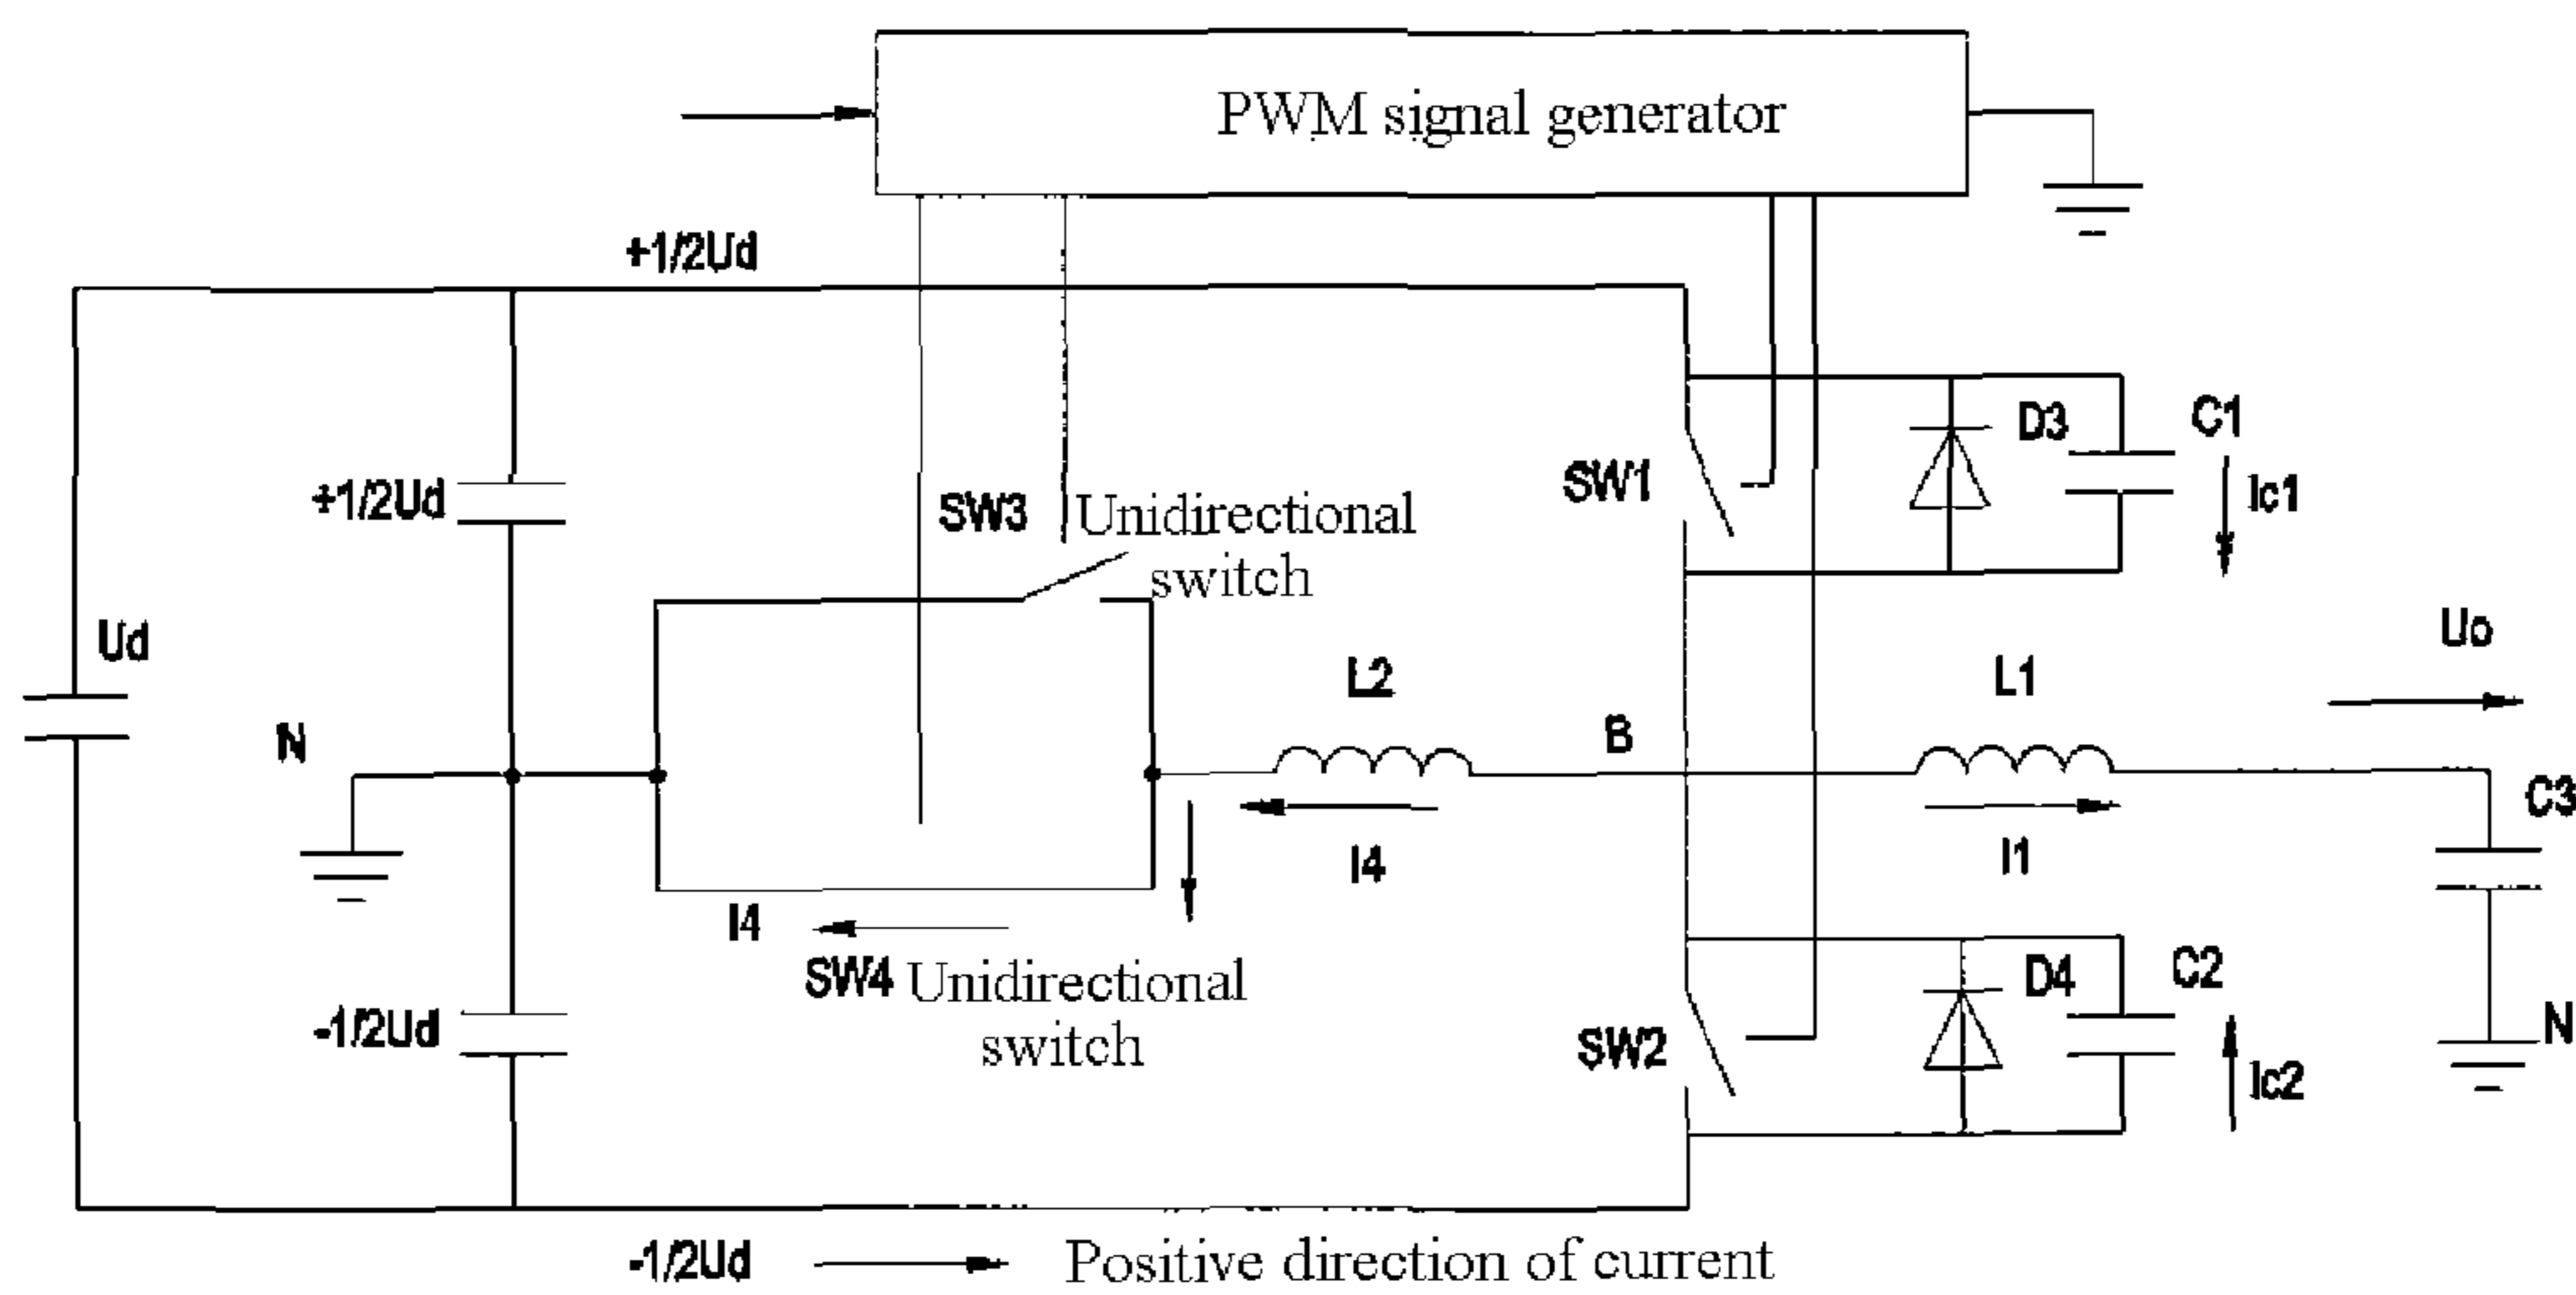 PWM signal generator
+1/2Ud
+1/2Ud
SW3 Unidirectional
switch
SW1
D3
C1
Ic1
Ud
N
L2
B
L1
Uo
I4
I1
C3
I4
SW4 Unidirectional
switch
-1/2Ud
SW2
D4
C2
Ic2
N
-1/2Ud
Positive direction of current